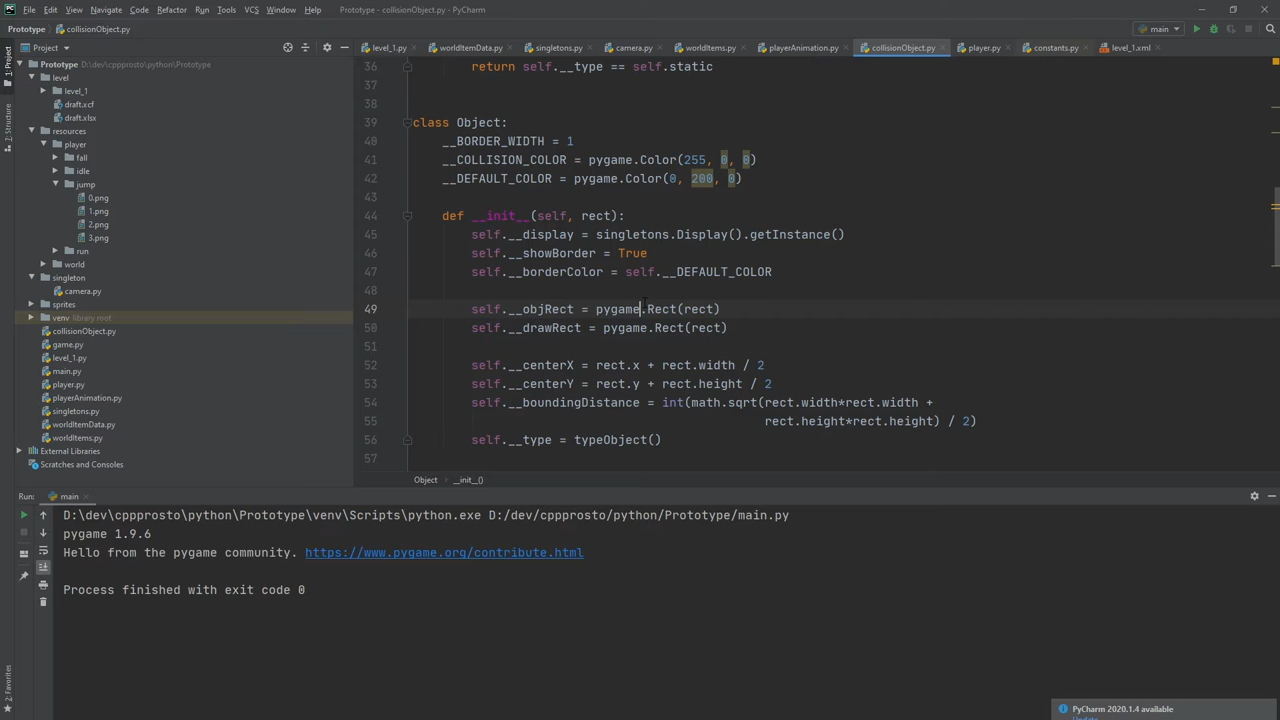 File Edit View Navigate Code Refactor Run Tools VCS Window Help Prototype - collisionObject.py - PyCharm
Prototype collisionObject.py main
Project
level_1.py worldItemData.py singletons.py camera.py worldItems.py playerAnimation.py collisionObject.py player.py constants.py level_1.xml
1: Project
7: Structure
2: Favorites
Prototype D:\dev\cppprosto\python\Prototype
level
level_1
draft.xcf
draft.xlsx
resources
player
fall
idle
jump
0.png
1.png
2.png
3.png
run
world
singleton
camera.py
sprites
venv library root
collisionObject.py
game.py
level_1.py
main.py
player.py
playerAnimation.py
singletons.py
worldItemData.py
worldItems.py
External Libraries
Scratches and Consoles
36 return self.__type == self.static
37
38
39 class Object:
40 __BORDER_WIDTH = 1
41 __COLLISION_COLOR = pygame.Color(255, 0, 0)
42 __DEFAULT_COLOR = pygame.Color(0, 200, 0)
43
44 def __init__(self, rect):
45 self.__display = singletons.Display().getInstance()
46 self.__showBorder = True
47 self.__borderColor = self.__DEFAULT_COLOR
48
49 self.__objRect = pygame.Rect(rect)
50 self.__drawRect = pygame.Rect(rect)
51
52 self.__centerX = rect.x + rect.width / 2
53 self.__centerY = rect.y + rect.height / 2
54 self.__boundingDistance = int(math.sqrt(rect.width*rect.width +
55 rect.height*rect.height) / 2)
56 self.__type = typeObject()
57
Object __init__()
Run: main
D:\dev\cppprosto\python\Prototype\venv\Scripts\python.exe D:/dev/cppprosto/python/Prototype/main.py
pygame 1.9.6
Hello from the pygame community. https://www.pygame.org/contribute.html
Process finished with exit code 0
PyCharm 2020.1.4 available
Update...